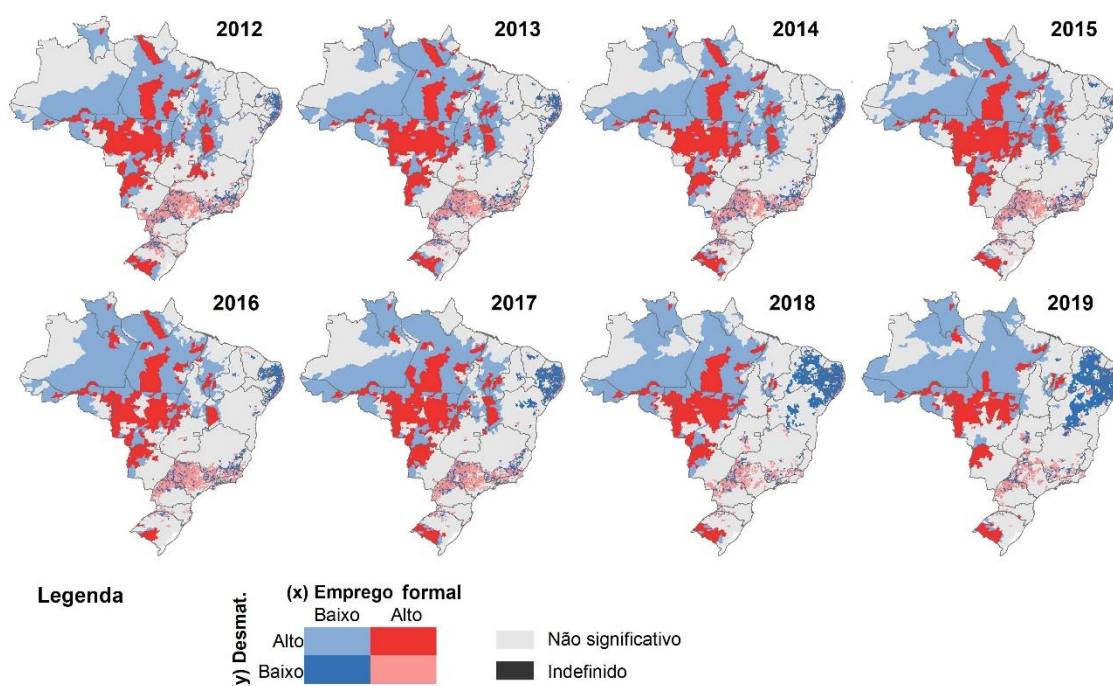 2012 2013 2014 2015
2016 2017 2018 2019
Legenda
(x) Emprego formal
Baixo Alto
(y) Desmat.
Alto
Baixo
Não significativo
Indefinido